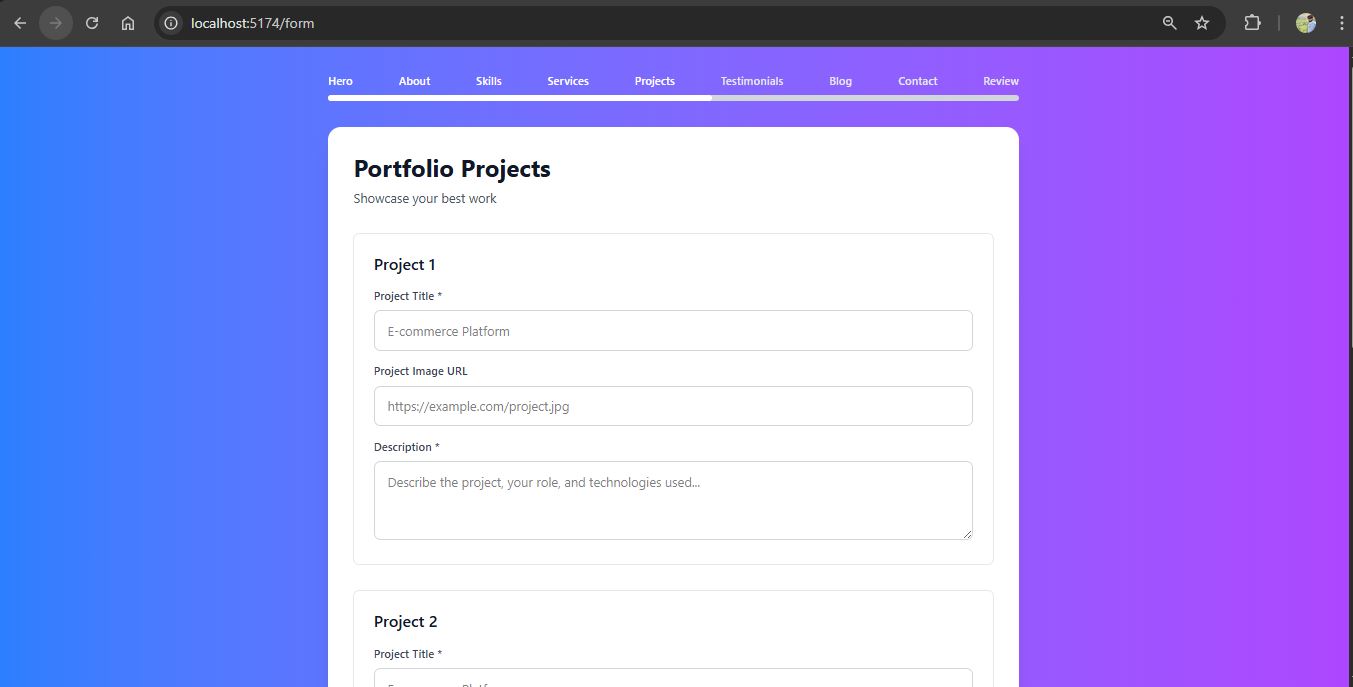 localhost:5174/form
Hero About Skills Services Projects Testimonials Blog Contact Review
Portfolio Projects
Showcase your best work
Project 1
Project Title *
E-commerce Platform
Project Image URL
https://example.com/project.jpg
Description *
Describe the project, your role, and technologies used...
Project 2
Project Title *
E-commerce Platform